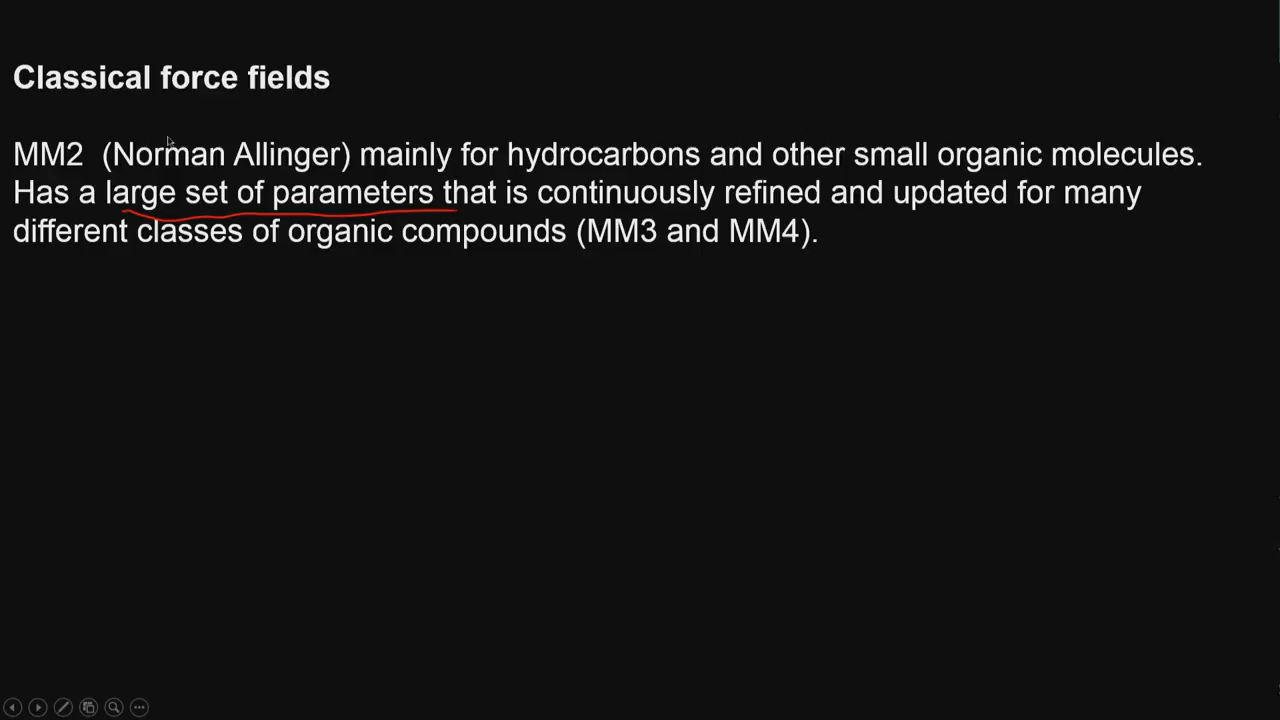 Classical force fields
MM2 (Norman Allinger) mainly for hydrocarbons and other small organic molecules.
Has a large set of parameters that is continuously refined and updated for many
different classes of organic compounds (MM3 and MM4).